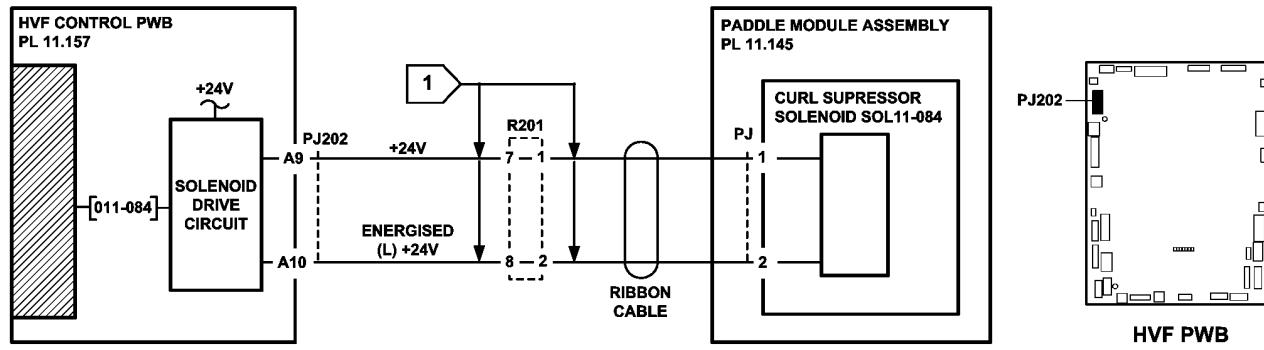 HVF CONTROL PWB
PL 11.157
+24V
[011-084]
SOLENOID
DRIVE
CIRCUIT
A9
A10
PJ202
+24V
ENERGISED
(L) +24V
1
R201
7 1
8 2
RIBBON
CABLE
PADDLE MODULE ASSEMBLY
PL 11.145
CURL SUPRESSOR
SOLENOID SOL11-084
PJ
1
2
PJ202
HVF PWB